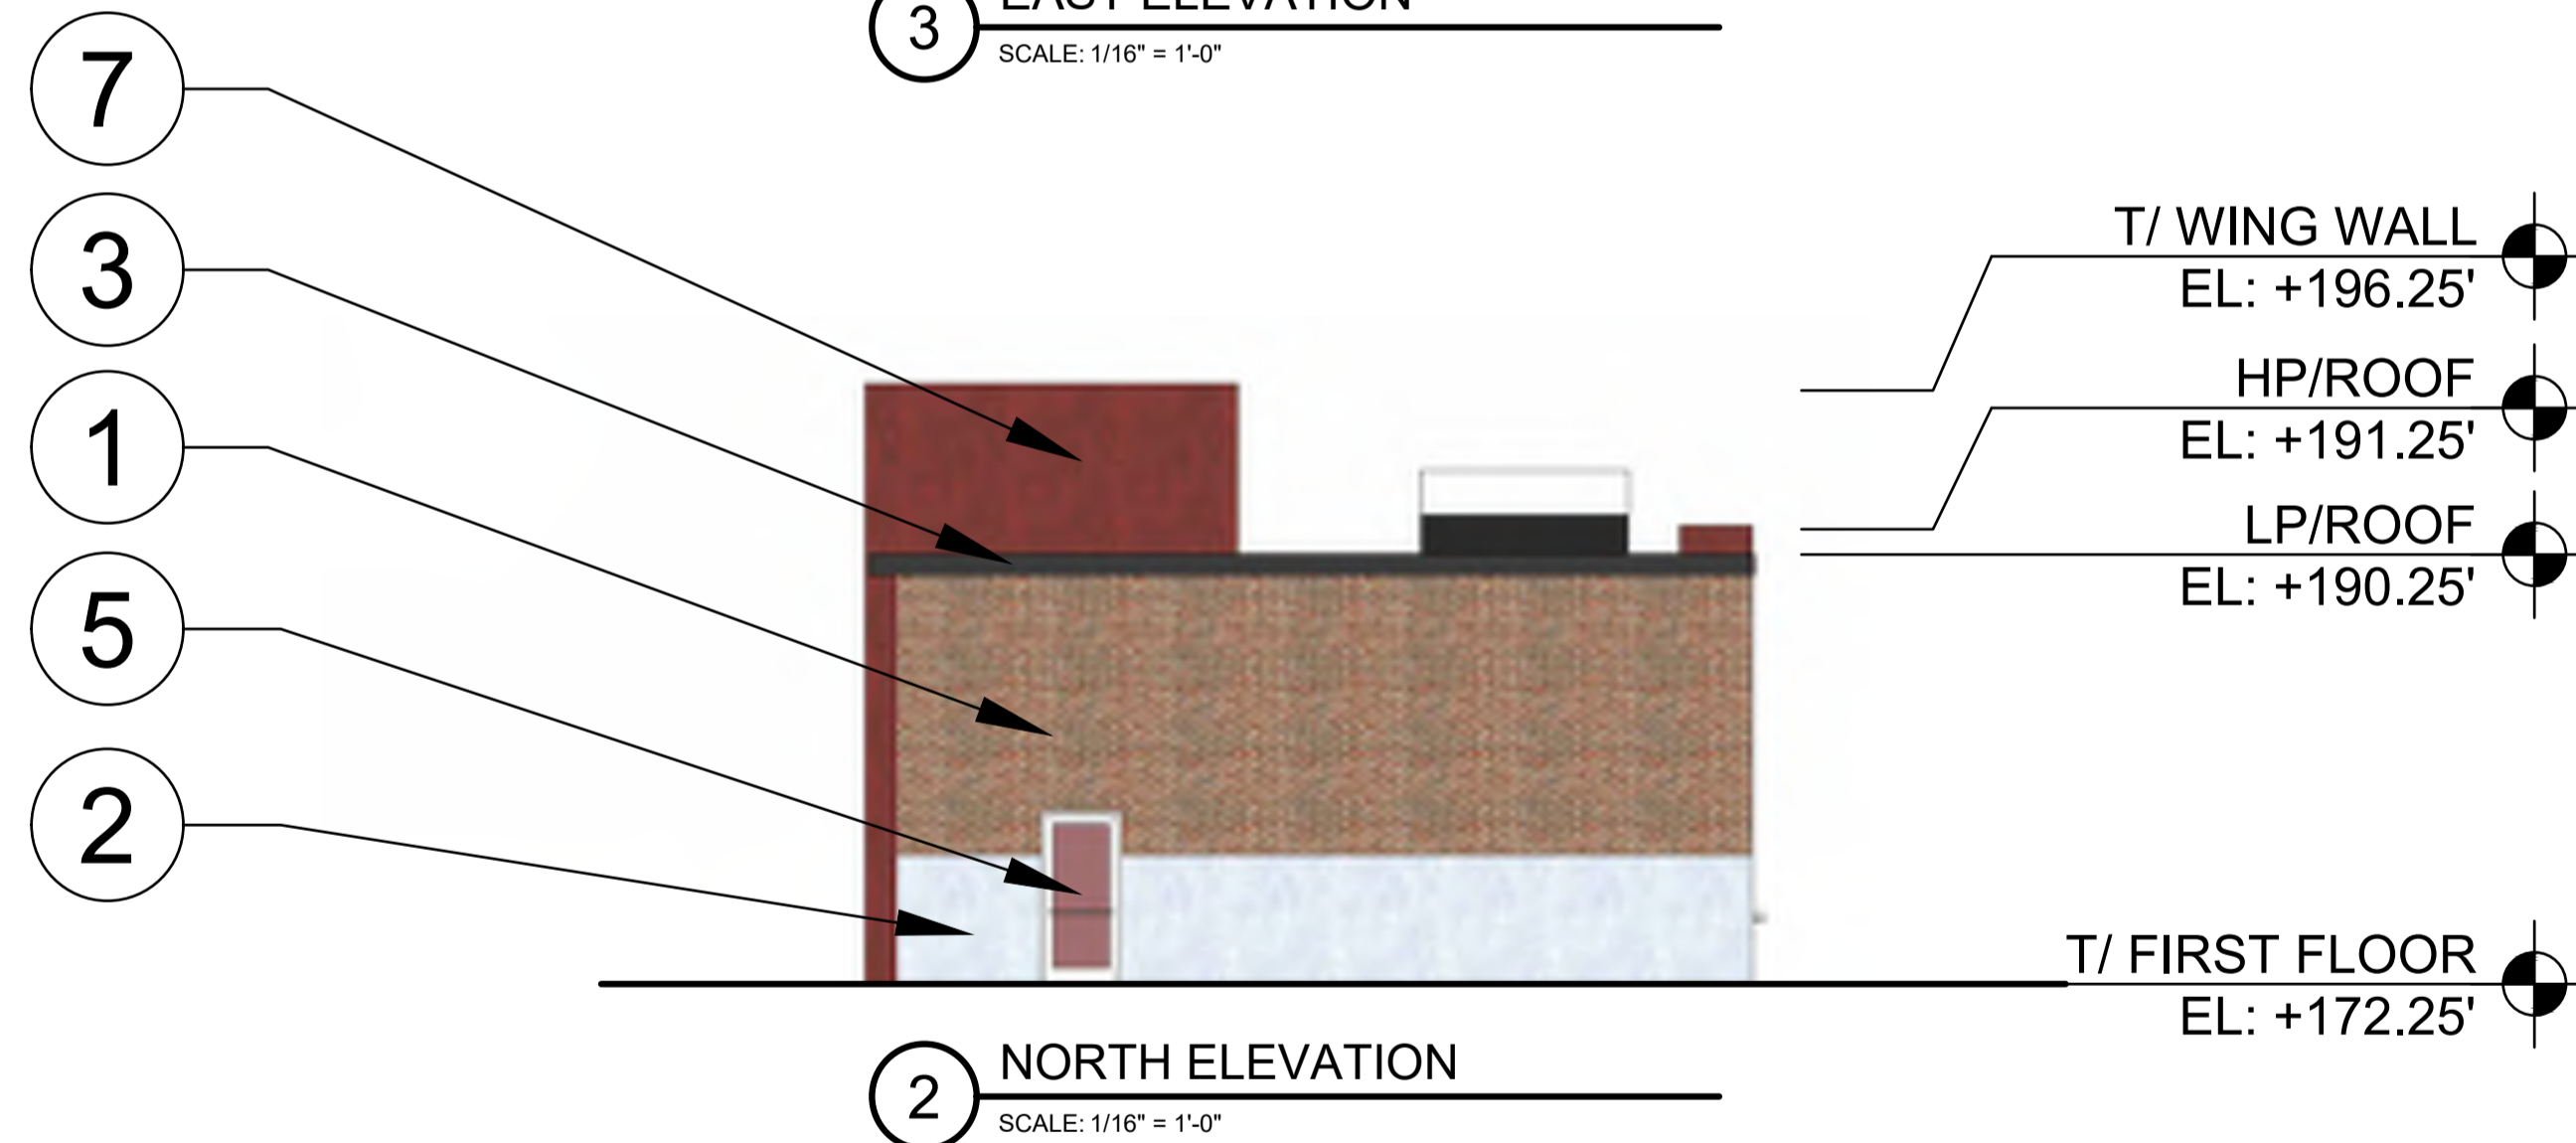 3 EAST ELEVATION
SCALE: 1/16" = 1'-0"
7
3
1
5
2
T/ WING WALL
EL: +196.25'
HP/ROOF
EL: +191.25'
LP/ROOF
EL: +190.25'
T/ FIRST FLOOR
EL: +172.25'
2 NORTH ELEVATION
SCALE: 1/16" = 1'-0"